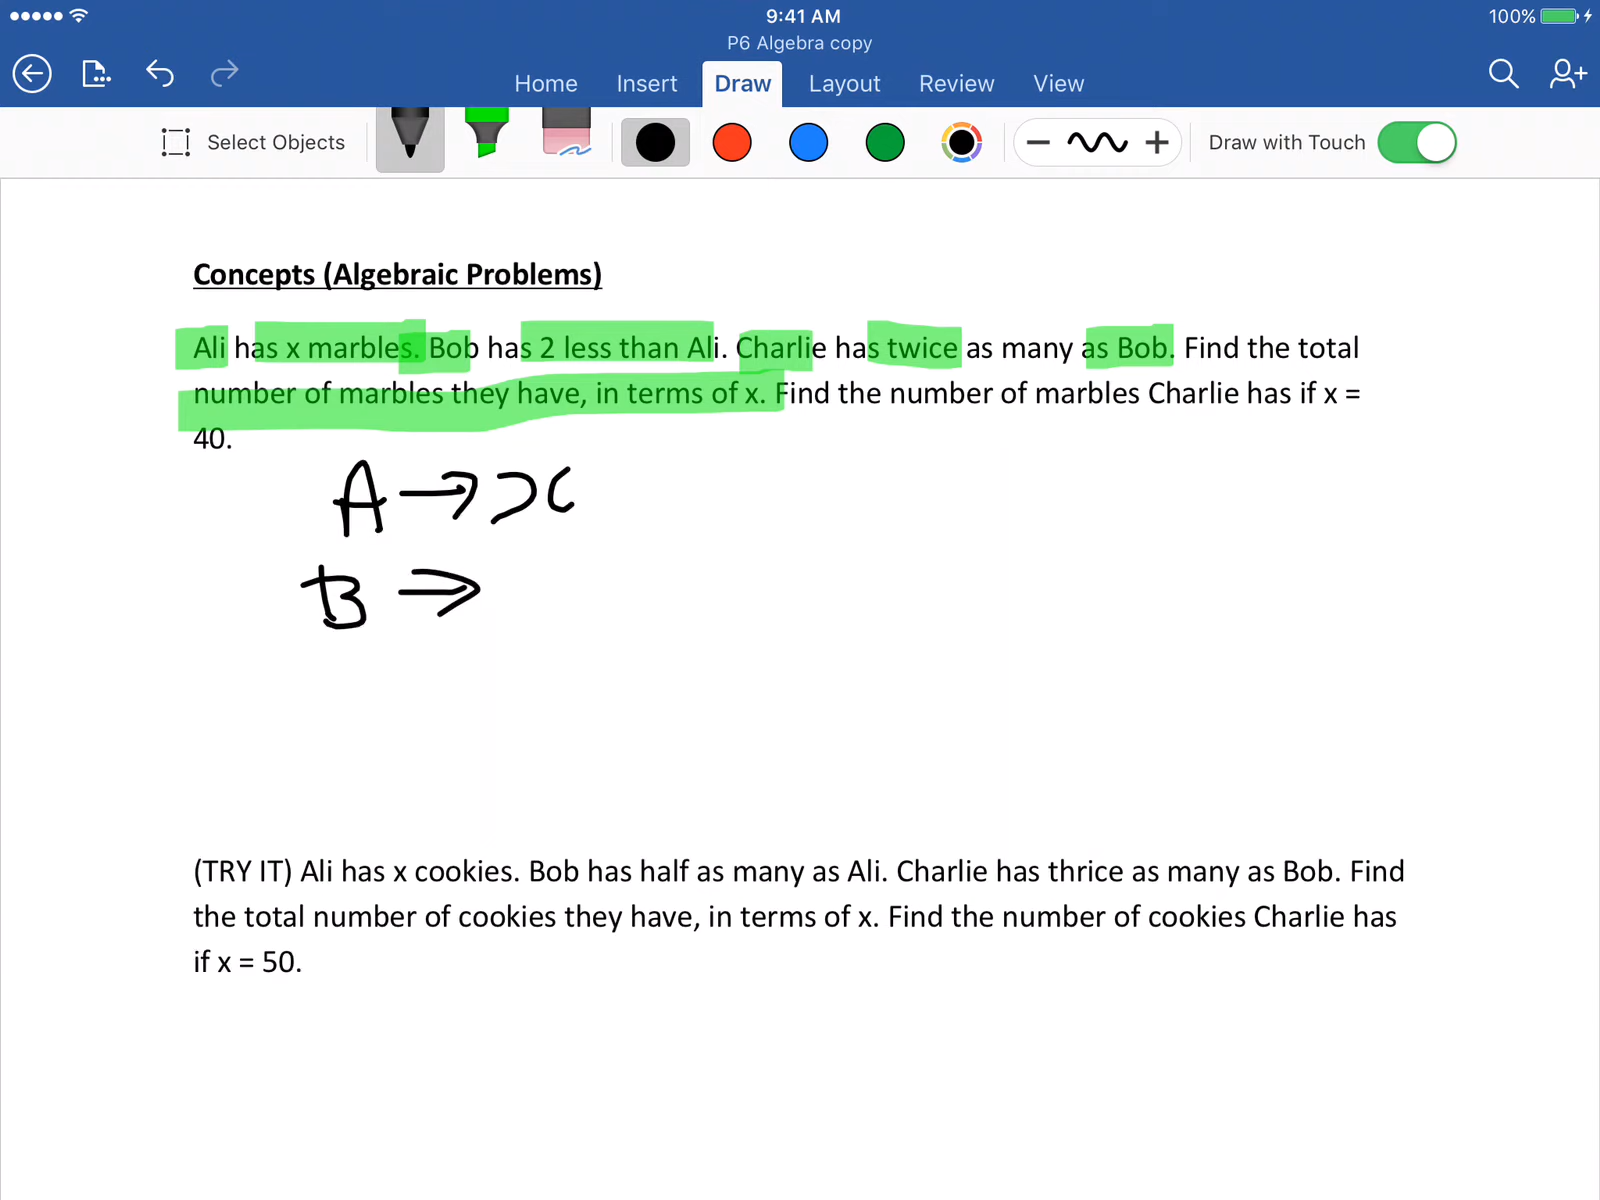 9:41 AM
100%
P6 Algebra copy
Home Insert Draw Layout Review View
Select Objects
Draw with Touch
Concepts (Algebraic Problems)
Ali has x marbles. Bob has 2 less than Ali. Charlie has twice as many as Bob. Find the total
number of marbles they have, in terms of x. Find the number of marbles Charlie has if x =
40.
A → x
B →
(TRY IT) Ali has x cookies. Bob has half as many as Ali. Charlie has thrice as many as Bob. Find
the total number of cookies they have, in terms of x. Find the number of cookies Charlie has
if x = 50.